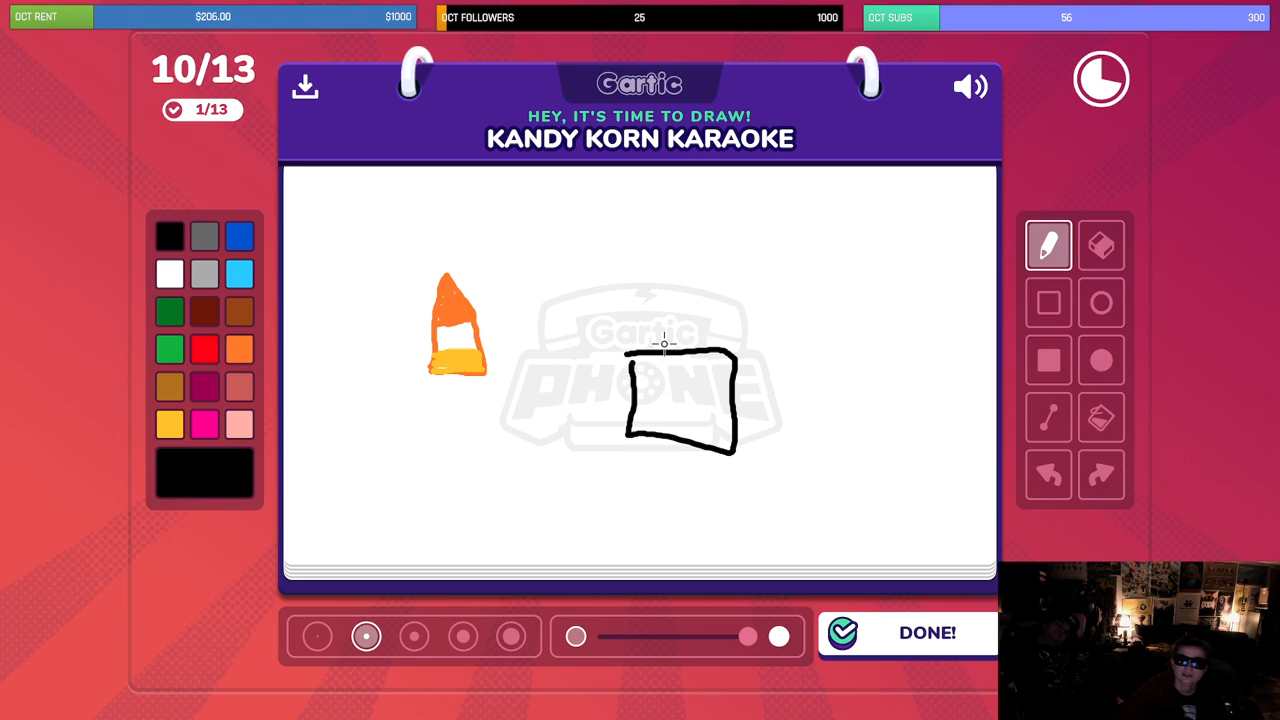 OCT RENT $206.00 $1000 OCT FOLLOWERS 25 1000 OCT SUBS 56 300
10/13
1/13
Gartic
HEY, IT'S TIME TO DRAW!
KANDY KORN KARAOKE
Gartic
PHONE
DONE!